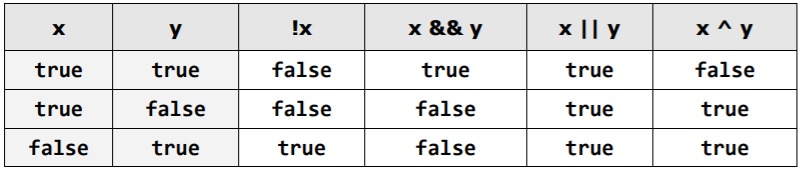 x y !x x && y x || y x ^ y
true true false true true false
true false false false true true
false true true false true true